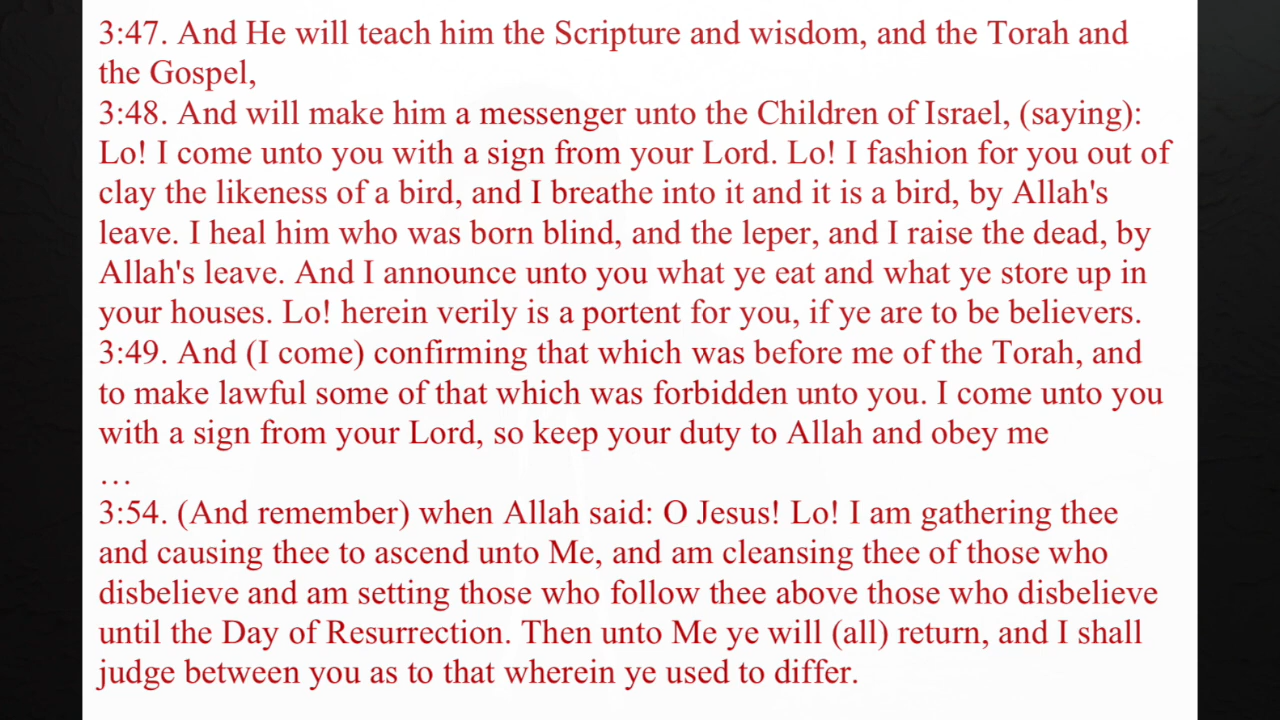 3:47. And He will teach him the Scripture and wisdom, and the Torah and
the Gospel,
3:48. And will make him a messenger unto the Children of Israel, (saying):
Lo! I come unto you with a sign from your Lord. Lo! I fashion for you out of
clay the likeness of a bird, and I breathe into it and it is a bird, by Allah's
leave. I heal him who was born blind, and the leper, and I raise the dead, by
Allah's leave. And I announce unto you what ye eat and what ye store up in
your houses. Lo! herein verily is a portent for you, if ye are to be believers.
3:49. And (I come) confirming that which was before me of the Torah, and
to make lawful some of that which was forbidden unto you. I come unto you
with a sign from your Lord, so keep your duty to Allah and obey me
…
3:54. (And remember) when Allah said: O Jesus! Lo! I am gathering thee
and causing thee to ascend unto Me, and am cleansing thee of those who
disbelieve and am setting those who follow thee above those who disbelieve
until the Day of Resurrection. Then unto Me ye will (all) return, and I shall
judge between you as to that wherein ye used to differ.